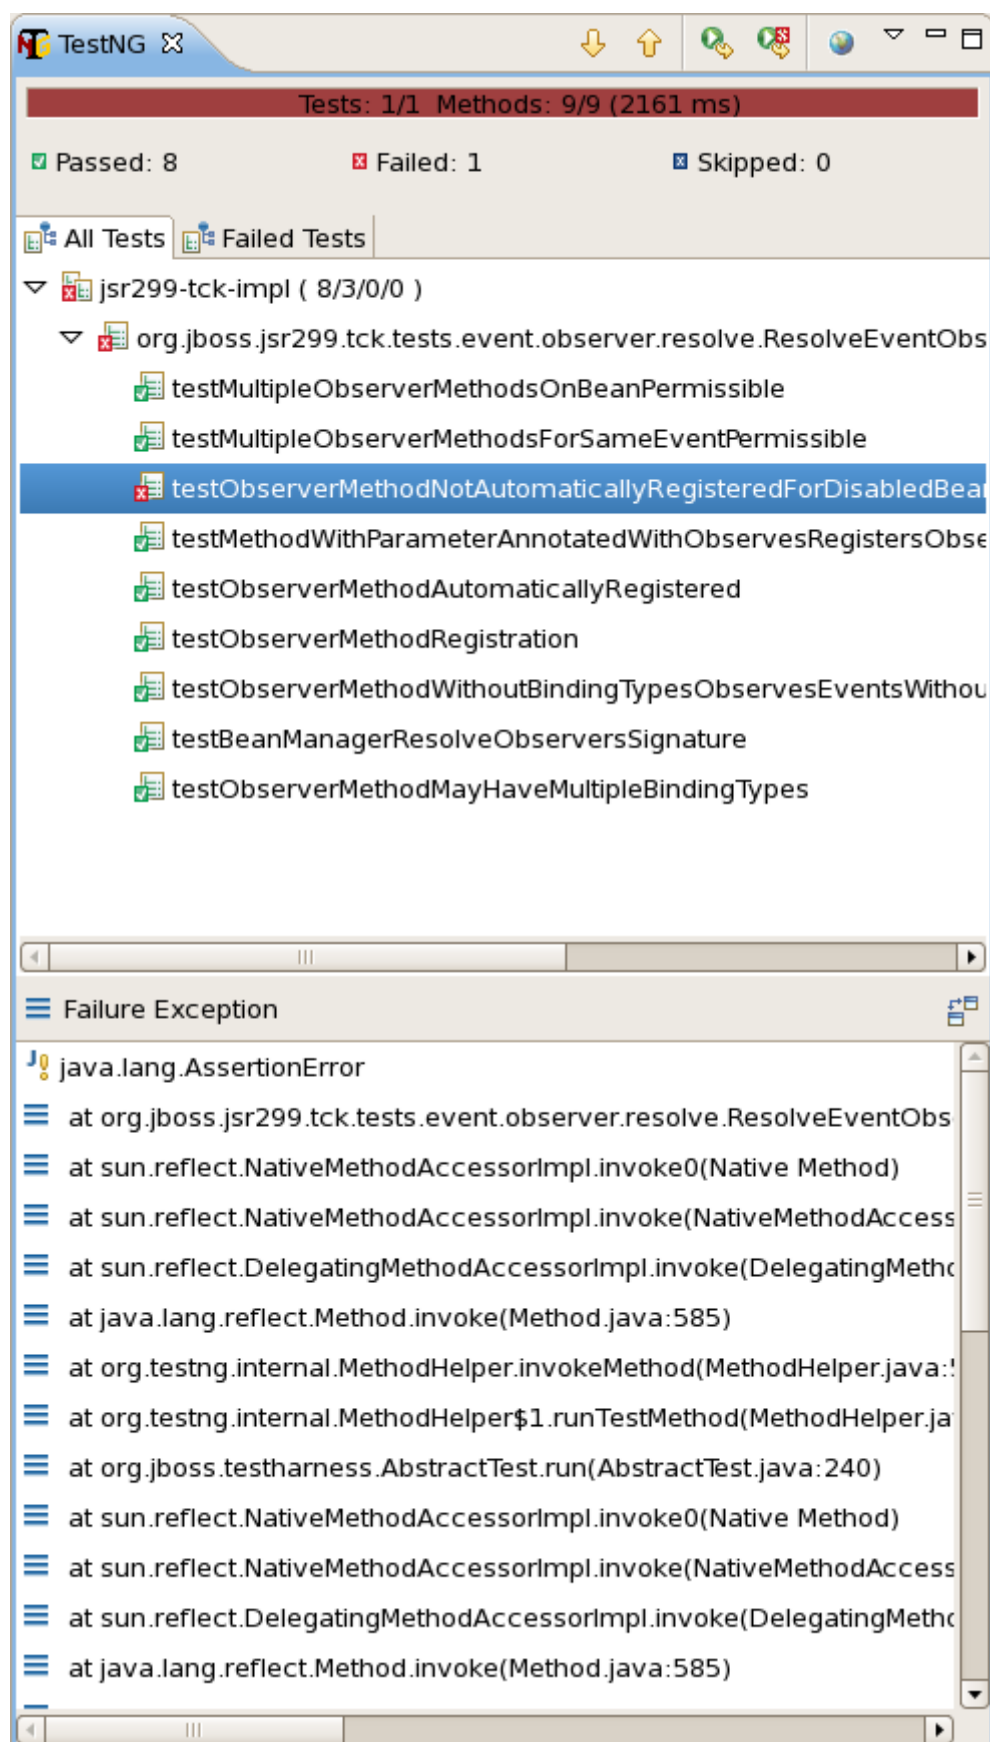 TestNG
Tests: 1/1 Methods: 9/9 (2161 ms)
Passed: 8 Failed: 1 Skipped: 0
All Tests Failed Tests
jsr299-tck-impl ( 8/3/0/0 )
org.jboss.jsr299.tck.tests.event.observer.resolve.ResolveEventObs
testMultipleObserverMethodsOnBeanPermissible
testMultipleObserverMethodsForSameEventPermissible
testObserverMethodNotAutomaticallyRegisteredForDisabledBea
testMethodWithParameterAnnotatedWithObservesRegistersObse
testObserverMethodAutomaticallyRegistered
testObserverMethodRegistration
testObserverMethodWithoutBindingTypesObservesEventsWithou
testBeanManagerResolveObserversSignature
testObserverMethodMayHaveMultipleBindingTypes
Failure Exception
java.lang.AssertionError
at org.jboss.jsr299.tck.tests.event.observer.resolve.ResolveEventObs
at sun.reflect.NativeMethodAccessorImpl.invoke0(Native Method)
at sun.reflect.NativeMethodAccessorImpl.invoke(NativeMethodAccess
at sun.reflect.DelegatingMethodAccessorImpl.invoke(DelegatingMetho
at java.lang.reflect.Method.invoke(Method.java:585)
at org.testng.internal.MethodHelper.invokeMethod(MethodHelper.java:5
at org.testng.internal.MethodHelper$1.runTestMethod(MethodHelper.ja
at org.jboss.testharness.AbstractTest.run(AbstractTest.java:240)
at sun.reflect.NativeMethodAccessorImpl.invoke0(Native Method)
at sun.reflect.NativeMethodAccessorImpl.invoke(NativeMethodAccess
at sun.reflect.DelegatingMethodAccessorImpl.invoke(DelegatingMetho
at java.lang.reflect.Method.invoke(Method.java:585)